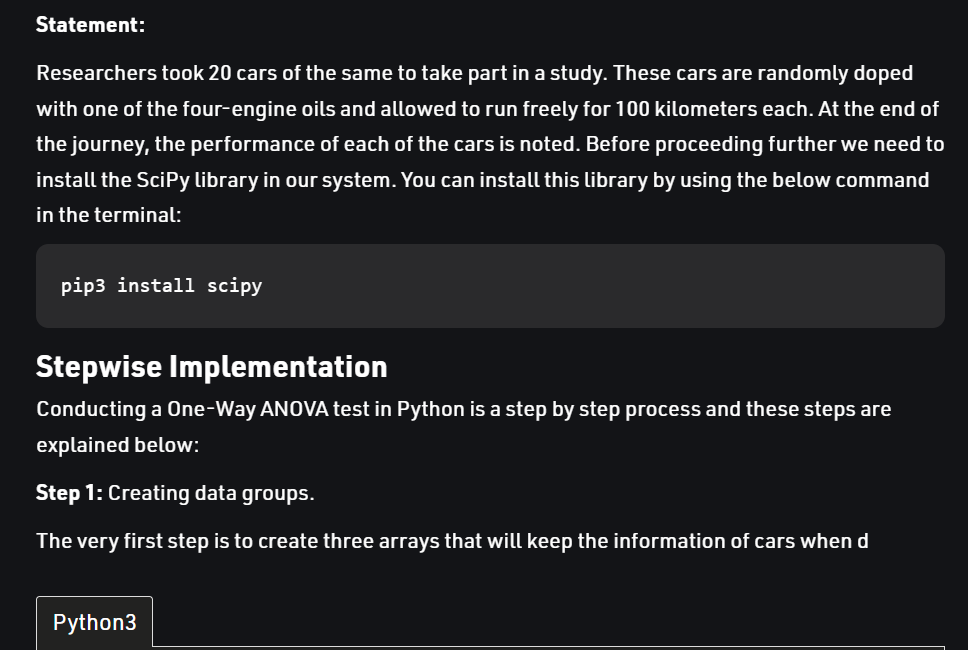 Statement:
Researchers took 20 cars of the same to take part in a study. These cars are randomly doped
with one of the four-engine oils and allowed to run freely for 100 kilometers each. At the end of
the journey, the performance of each of the cars is noted. Before proceeding further we need to
install the SciPy library in our system. You can install this library by using the below command
in the terminal:
pip3 install scipy
Stepwise Implementation
Conducting a One-Way ANOVA test in Python is a step by step process and these steps are
explained below:
Step 1: Creating data groups.
The very first step is to create three arrays that will keep the information of cars when d
Python3